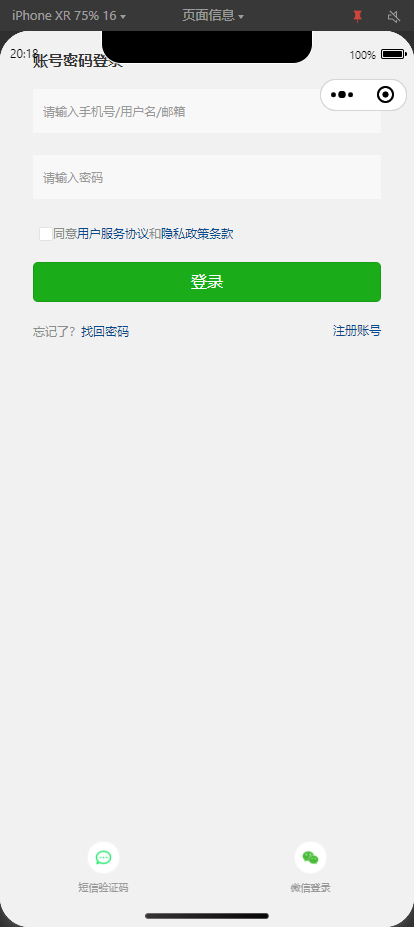 iPhone XR 75% 16 页面信息
20:18 100%
账号密码登录
请输入手机号/用户名/邮箱
请输入密码
同意用户服务协议和隐私政策条款
登录
忘记了? 找回密码 注册账号
短信验证码 微信登录